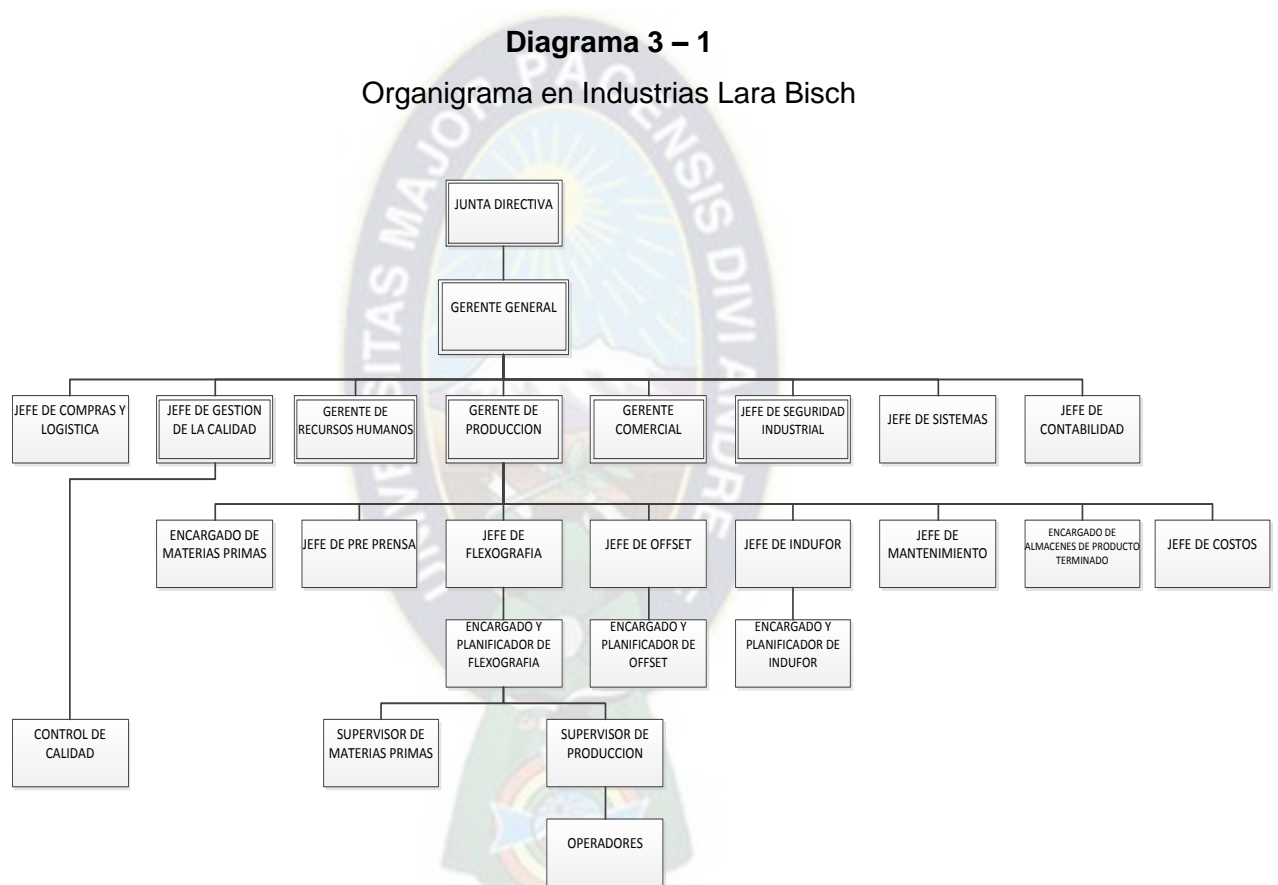 Diagrama 3 – 1
Organigrama en Industrias Lara Bisch
JUNTA DIRECTIVA
GERENTE GENERAL
JEFE DE COMPRAS Y
LOGISTICA
JEFE DE GESTION
DE LA CALIDAD
GERENTE DE
RECURSOS HUMANOS
GERENTE DE
PRODUCCION
GERENTE
COMERCIAL
JEFE DE SEGURIDAD
INDUSTRIAL
JEFE DE SISTEMAS
JEFE DE
CONTABILIDAD
ENCARGADO DE
MATERIAS PRIMAS
JEFE DE PRE PRENSA
JEFE DE
FLEXOGRAFIA
JEFE DE OFFSET
JEFE DE INDUFOR
JEFE DE
MANTENIMIENTO
ENCARGADO DE
ALMACENES DE PRODUCTO
TERMINADO
JEFE DE COSTOS
ENCARGADO Y
PLANIFICADOR DE
FLEXOGRAFIA
ENCARGADO Y
PLANIFICADOR DE
OFFSET
ENCARGADO Y
PLANIFICADOR DE
INDUFOR
CONTROL DE
CALIDAD
SUPERVISOR DE
MATERIAS PRIMAS
SUPERVISOR DE
PRODUCCION
OPERADORES
MAJOR PACENSIS DIVI ANDRE